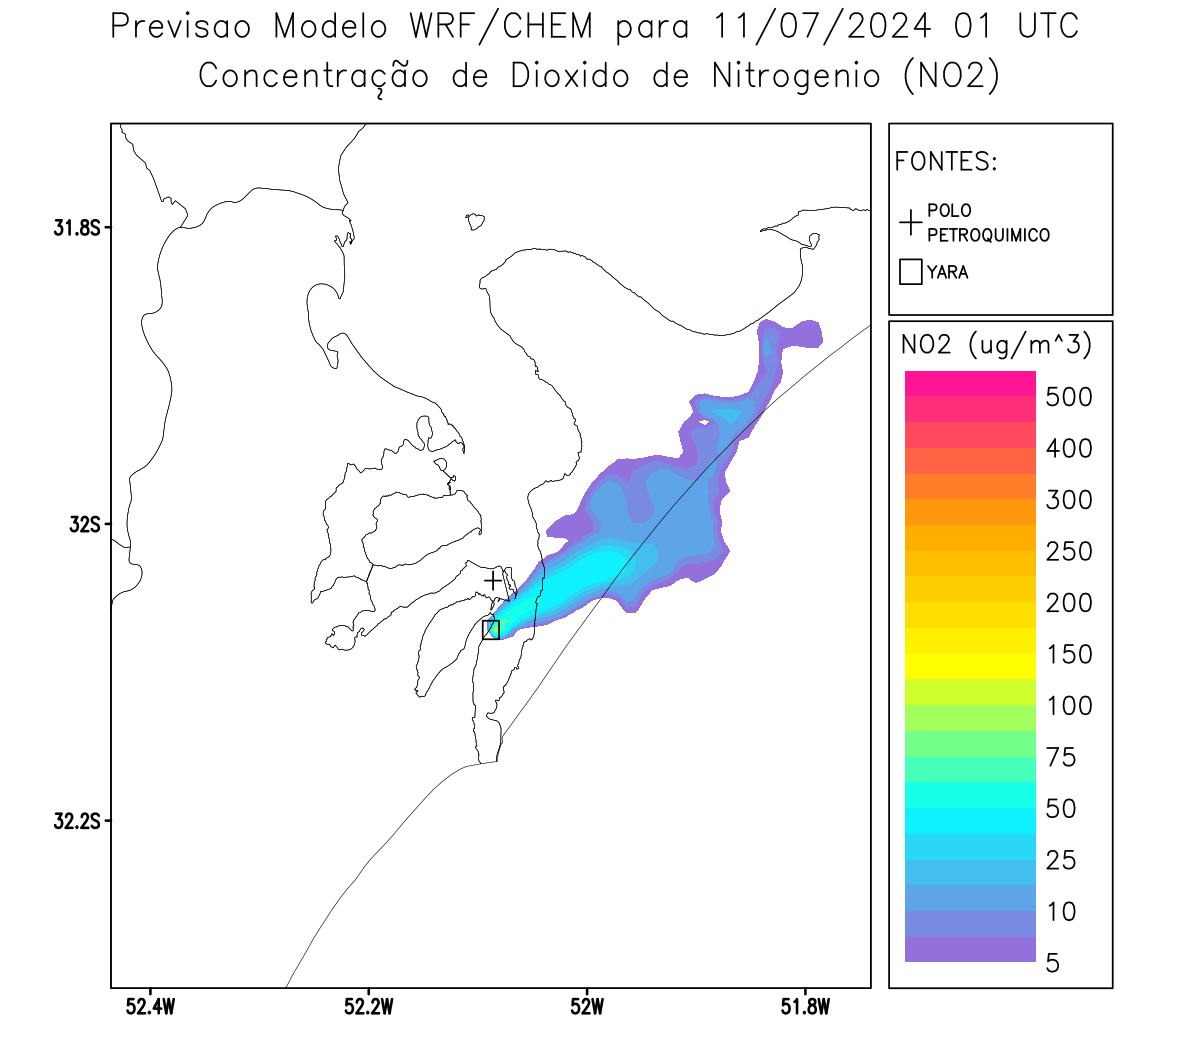 Previsao Modelo WRF/CHEM para 11/07/2024 01 UTC
Concentração de Dioxido de Nitrogenio (NO2)
FONTES:
POLO
PETROQUIMICO
YARA
31.8S
32S
32.2S
52.4W
52.2W
52W
51.8W
NO2 (ug/m^3)
500
400
300
250
200
150
100
75
50
25
10
5